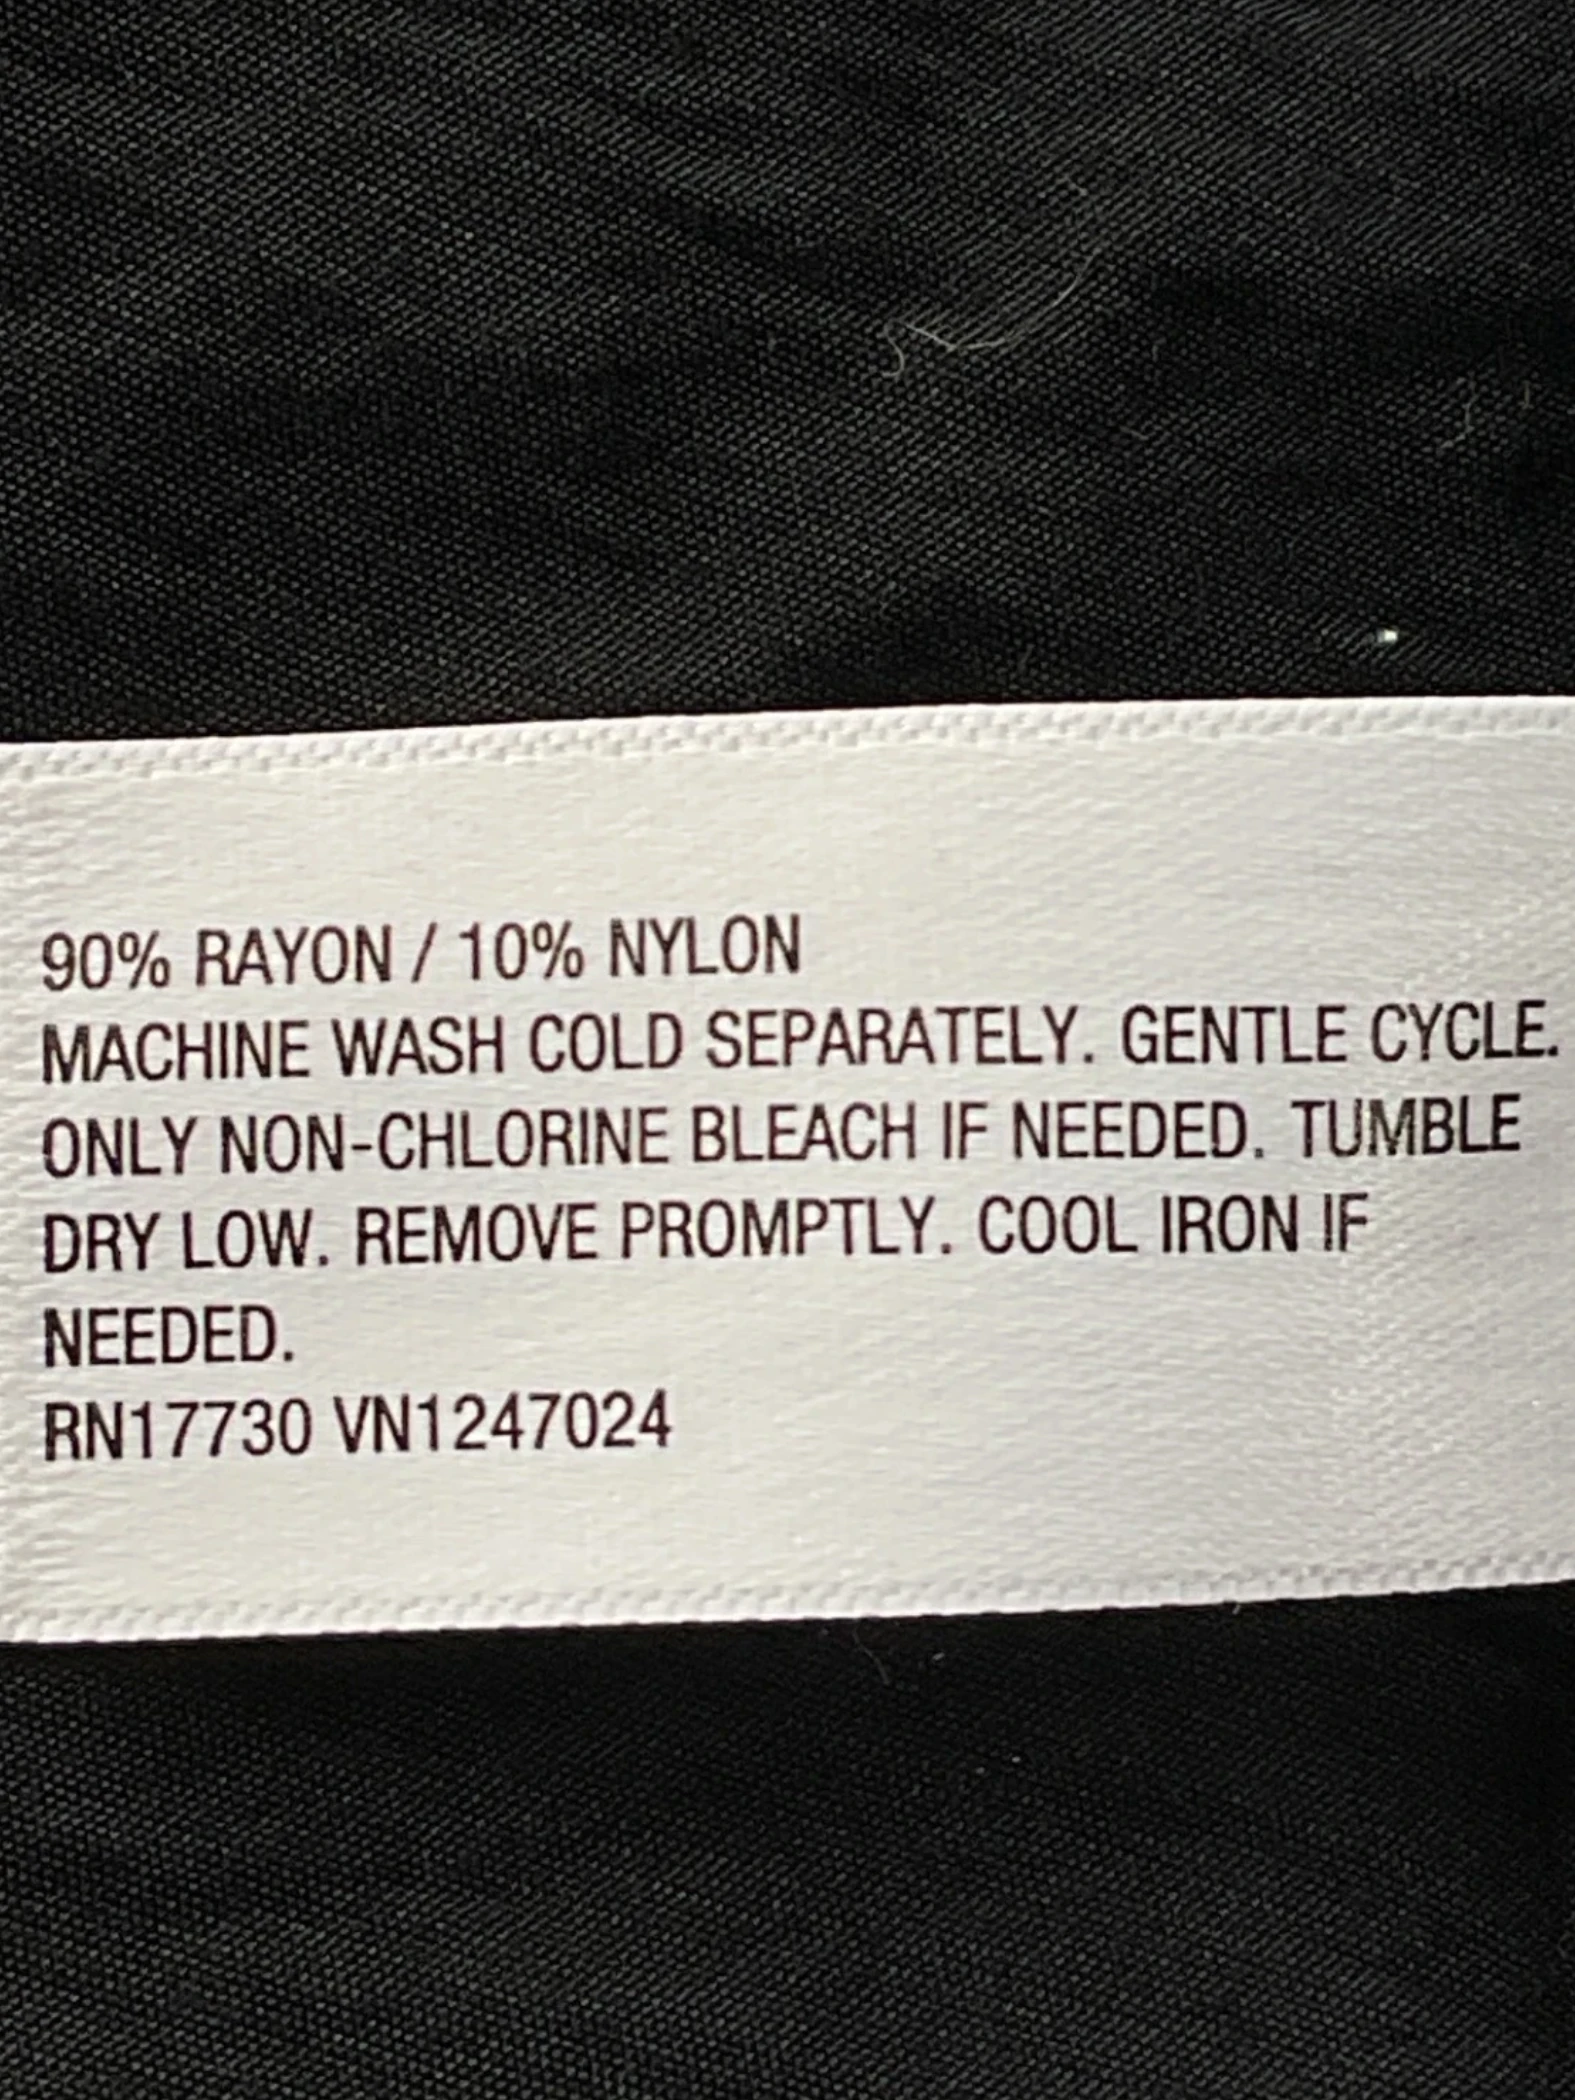 90% RAYON / 10% NYLON
MACHINE WASH COLD SEPARATELY. GENTLE CYCLE.
ONLY NON-CHLORINE BLEACH IF NEEDED. TUMBLE
DRY LOW. REMOVE PROMPTLY. COOL IRON IF
NEEDED.
RN17730 VN1247024